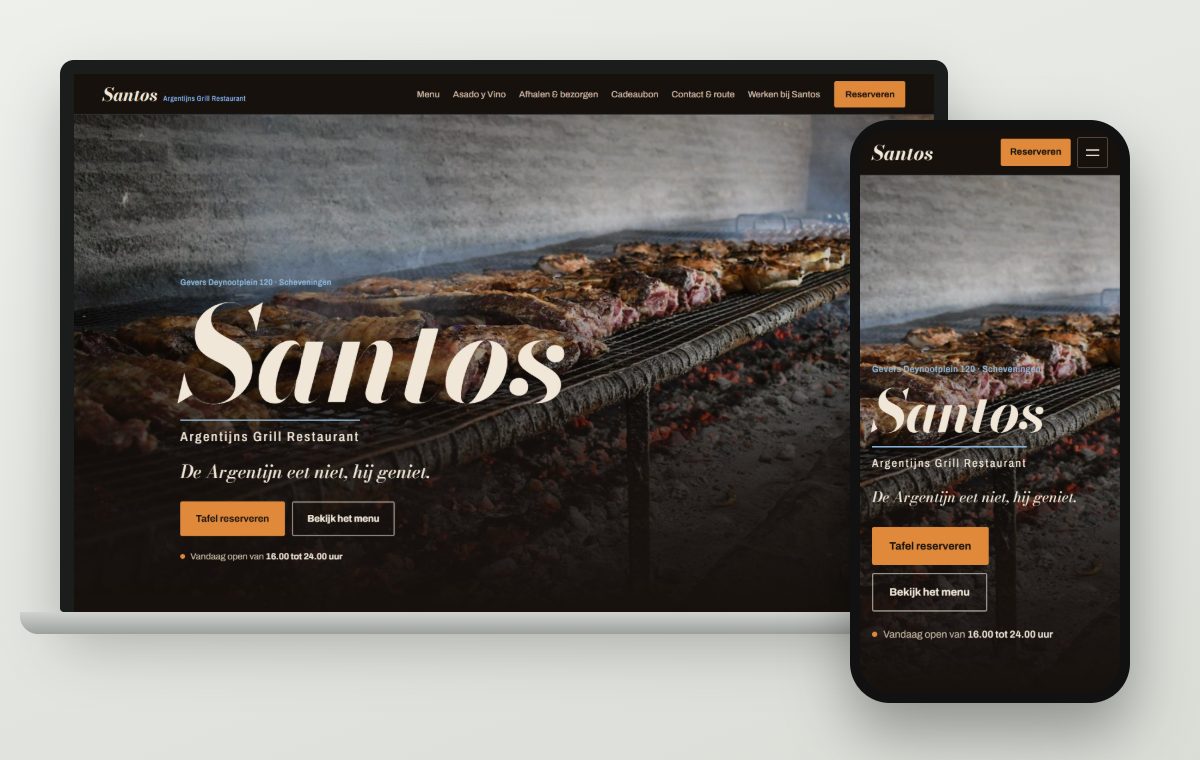 Santos Argentijns Grill Restaurant
Menu Asado y Vino Afhalen & bezorgen Cadeaubon Contact & route Werken bij Santos Reserveren
Gevers Deynootplein 120 · Scheveningen
Santos
Argentijns Grill Restaurant
De Argentijn eet niet, hij geniet.
Tafel reserveren Bekijk het menu
Vandaag open van 16.00 tot 24.00 uur
Santos Reserveren
Gevers Deynootplein 120 · Scheveningen
Santos
Argentijns Grill Restaurant
De Argentijn eet niet, hij geniet.
Tafel reserveren
Bekijk het menu
Vandaag open van 16.00 tot 24.00 uur